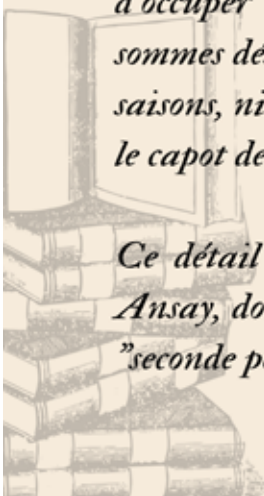 d'occuper
sommes dé
saisons, ni
le capot de
Ce détail
Ansay, do
"seconde p